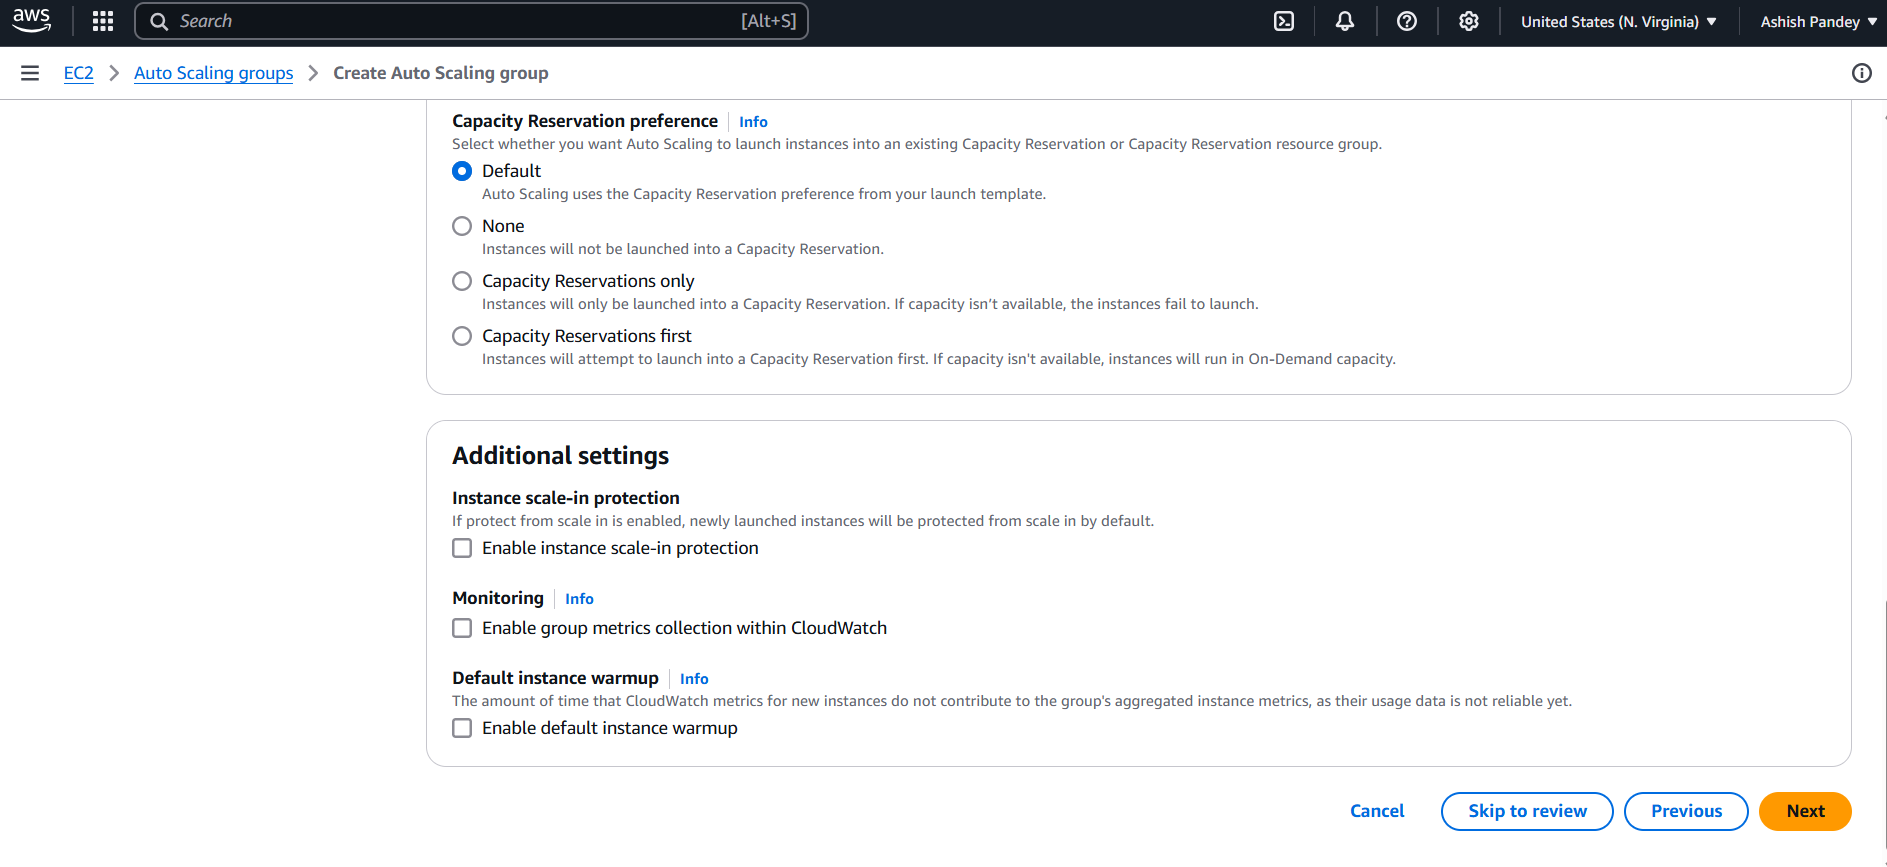 aws
Search [Alt+S]
United States (N. Virginia) Ashish Pandey
EC2 Auto Scaling groups Create Auto Scaling group
Capacity Reservation preference Info
Select whether you want Auto Scaling to launch instances into an existing Capacity Reservation or Capacity Reservation resource group.
Default
Auto Scaling uses the Capacity Reservation preference from your launch template.
None
Instances will not be launched into a Capacity Reservation.
Capacity Reservations only
Instances will only be launched into a Capacity Reservation. If capacity isn’t available, the instances fail to launch.
Capacity Reservations first
Instances will attempt to launch into a Capacity Reservation first. If capacity isn't available, instances will run in On-Demand capacity.
Additional settings
Instance scale-in protection
If protect from scale in is enabled, newly launched instances will be protected from scale in by default.
Enable instance scale-in protection
Monitoring Info
Enable group metrics collection within CloudWatch
Default instance warmup Info
The amount of time that CloudWatch metrics for new instances do not contribute to the group's aggregated instance metrics, as their usage data is not reliable yet.
Enable default instance warmup
Cancel Skip to review Previous Next